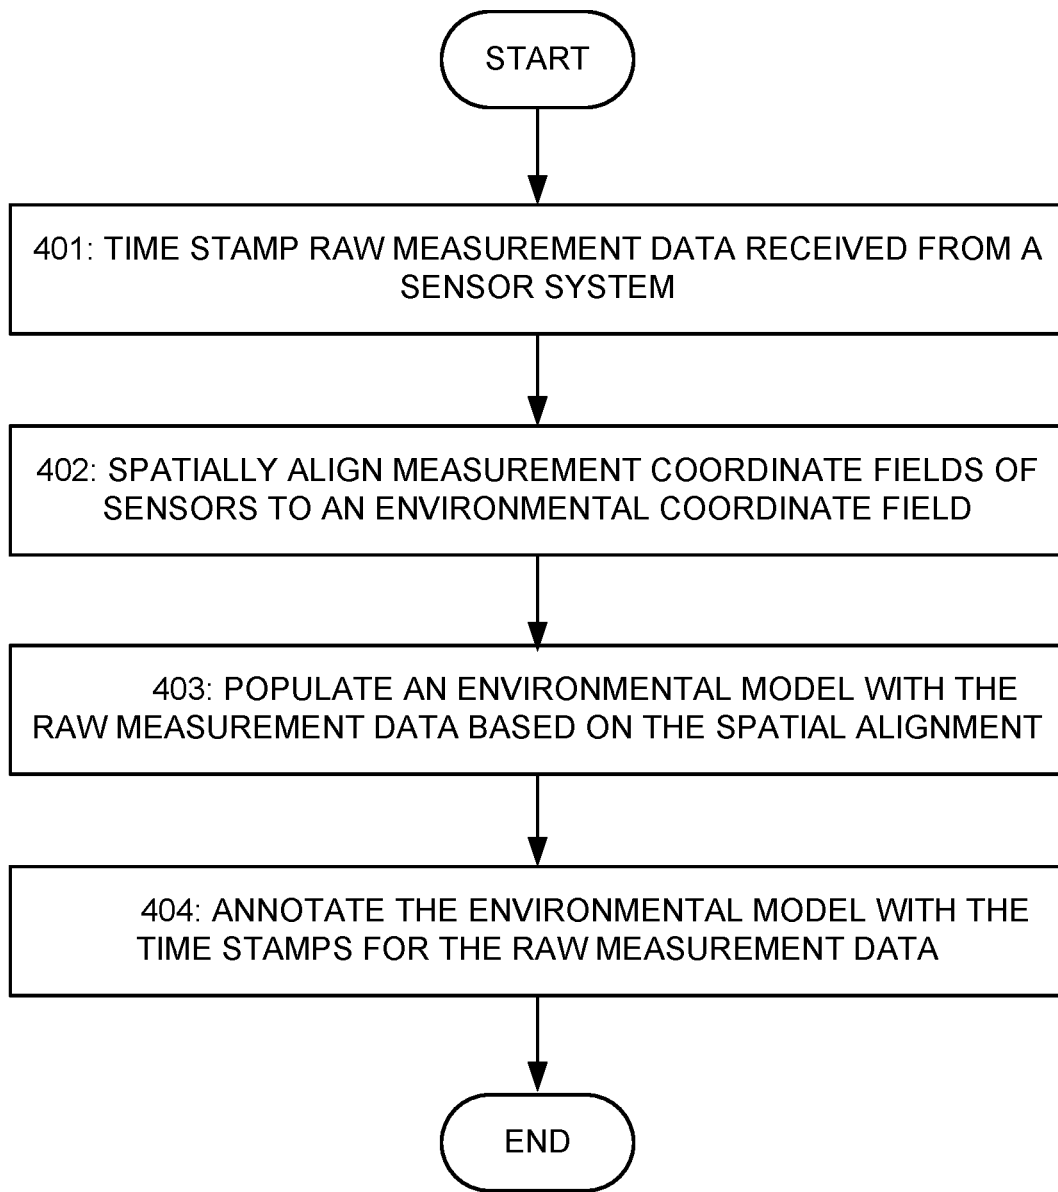 START
401: TIME STAMP RAW MEASUREMENT DATA RECEIVED FROM A
SENSOR SYSTEM
402: SPATIALLY ALIGN MEASUREMENT COORDINATE FIELDS OF
SENSORS TO AN ENVIRONMENTAL COORDINATE FIELD
403: POPULATE AN ENVIRONMENTAL MODEL WITH THE
RAW MEASUREMENT DATA BASED ON THE SPATIAL ALIGNMENT
404: ANNOTATE THE ENVIRONMENTAL MODEL WITH THE
TIME STAMPS FOR THE RAW MEASUREMENT DATA
END